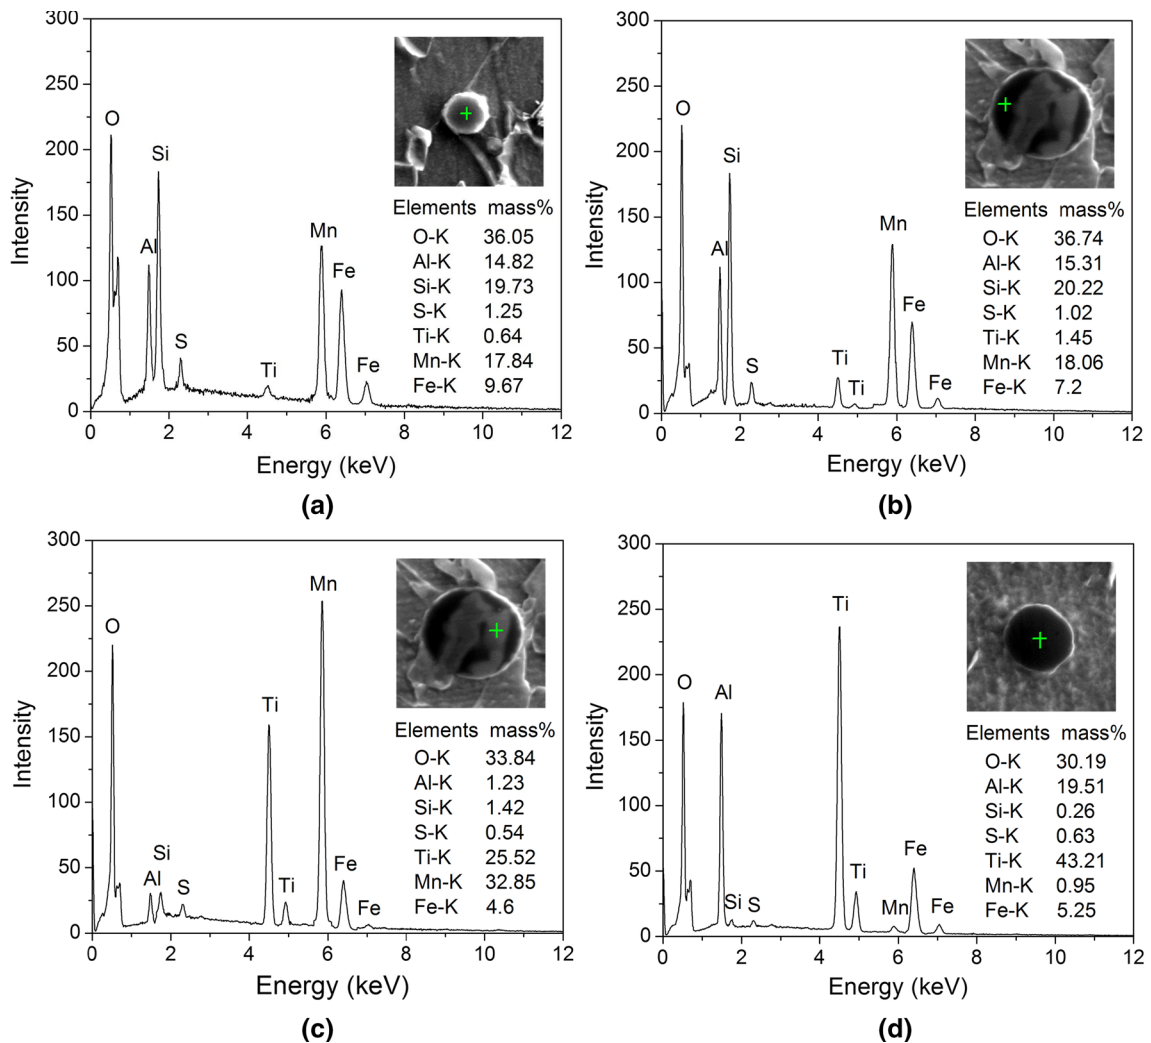 300
250
200
150
100
50
0
Intensity
O
Al
Si
S
Ti
Mn
Fe
Fe
Elements mass%
O-K 36.05
Al-K 14.82
Si-K 19.73
S-K 1.25
Ti-K 0.64
Mn-K 17.84
Fe-K 9.67
0 2 4 6 8 10 12
Energy (keV)
(a)
300
250
200
150
100
50
0
Intensity
O
Al
Si
S
Ti
Ti
Mn
Fe
Fe
Elements mass%
O-K 36.74
Al-K 15.31
Si-K 20.22
S-K 1.02
Ti-K 1.45
Mn-K 18.06
Fe-K 7.2
0 2 4 6 8 10 12
Energy (keV)
(b)
300
250
200
150
100
50
0
Intensity
O
Al
Si
S
Ti
Ti
Mn
Fe
Fe
Elements mass%
O-K 33.84
Al-K 1.23
Si-K 1.42
S-K 0.54
Ti-K 25.52
Mn-K 32.85
Fe-K 4.6
0 2 4 6 8 10 12
Energy (keV)
(c)
300
250
200
150
100
50
0
Intensity
O
Al
Si
S
Ti
Ti
Mn
Fe
Fe
Elements mass%
O-K 30.19
Al-K 19.51
Si-K 0.26
S-K 0.63
Ti-K 43.21
Mn-K 0.95
Fe-K 5.25
0 2 4 6 8 10 12
Energy (keV)
(d)